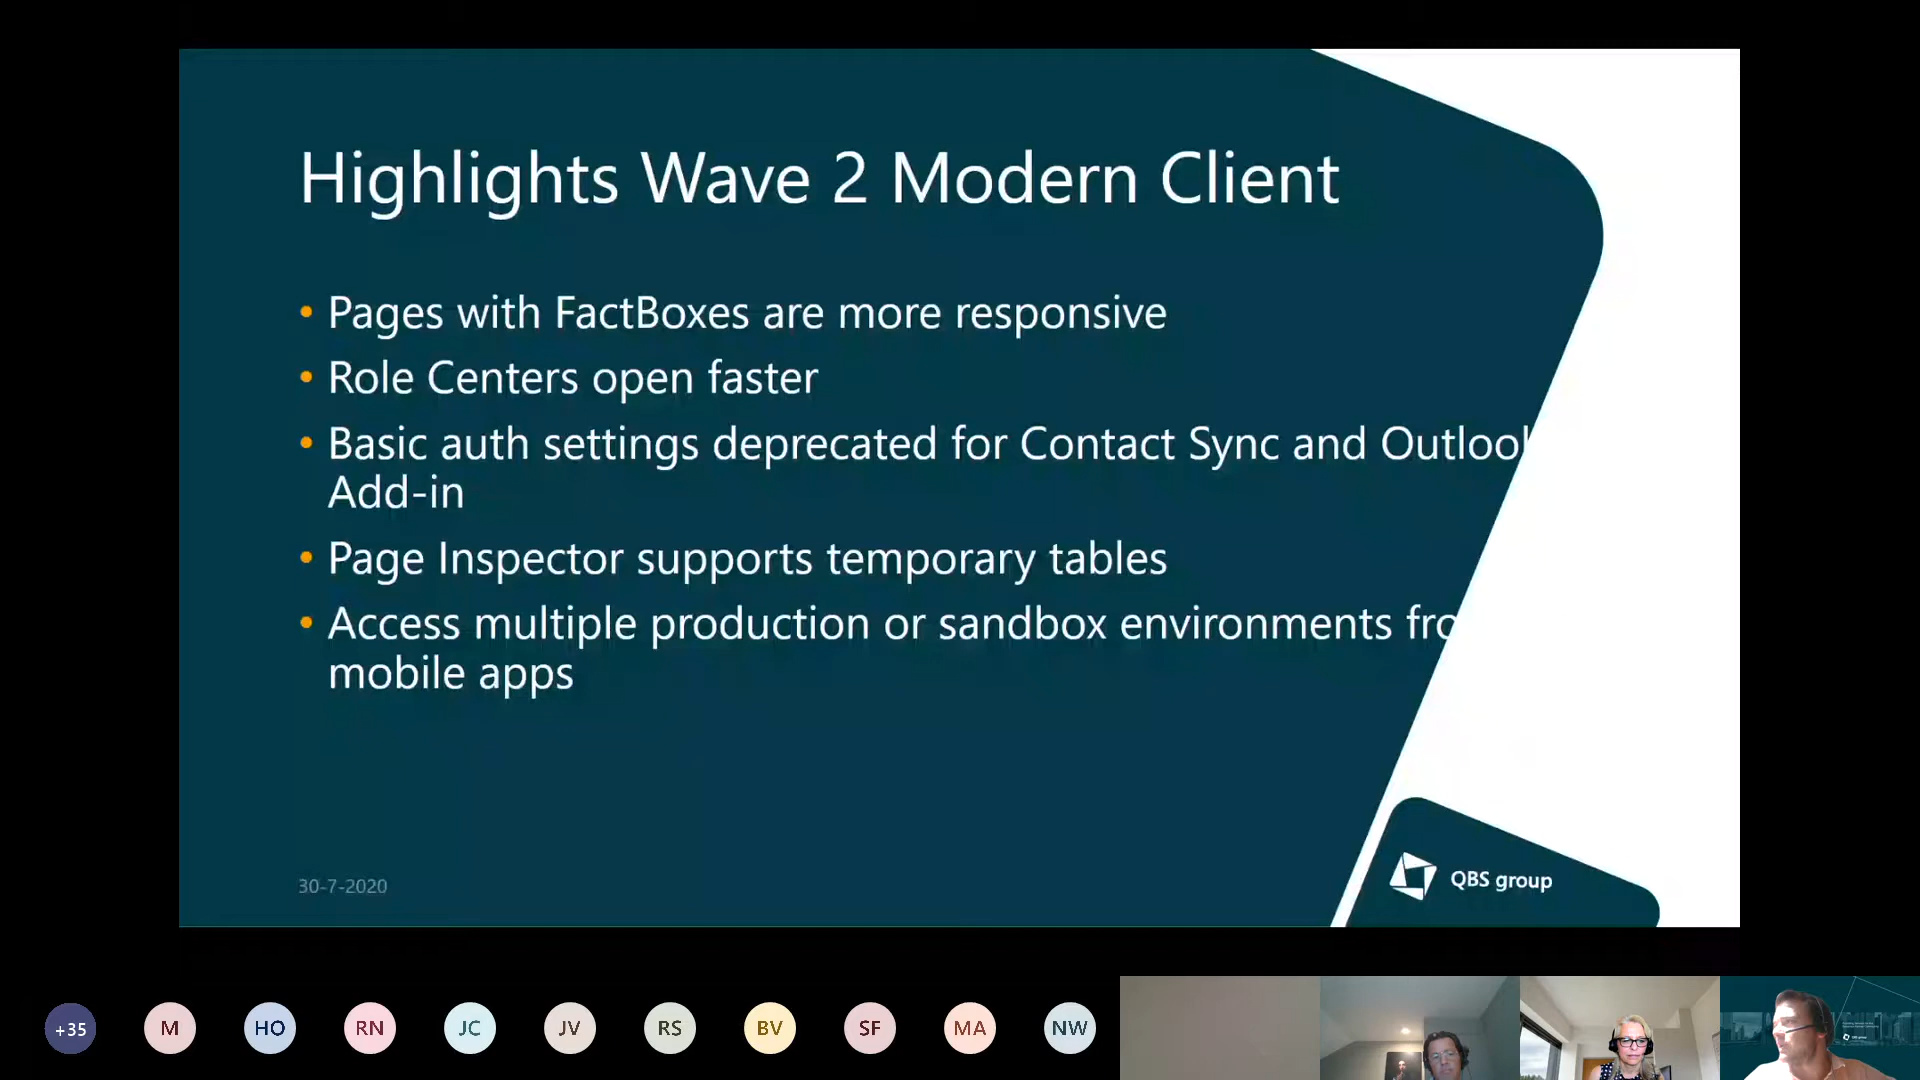 Highlights Wave 2 Modern Client
• Pages with FactBoxes are more responsive
• Role Centers open faster
• Basic auth settings deprecated for Contact Sync and Outlook
Add-in
• Page Inspector supports temporary tables
• Access multiple production or sandbox environments from
mobile apps
30-7-2020
QBS group
+35 M HO RN JC JV RS BV SF MA NW